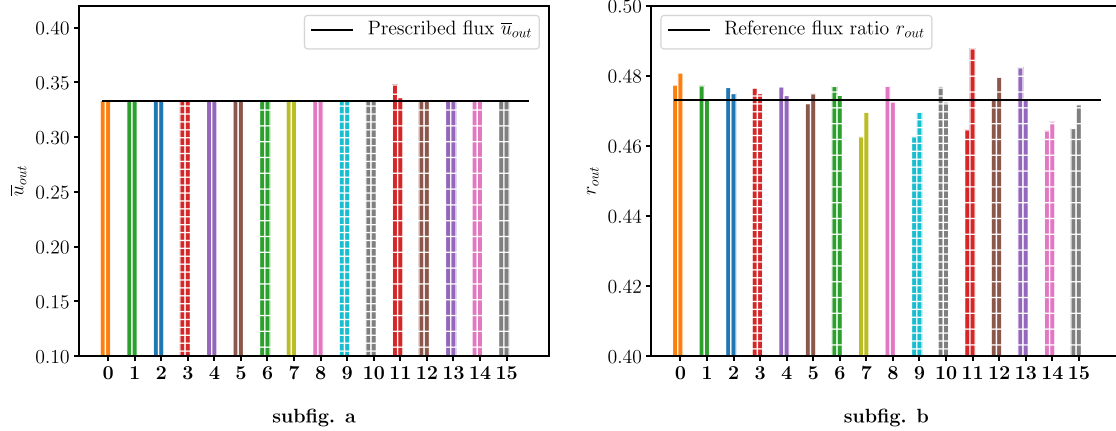 Prescribed flux u̅_out
0.40
0.35
0.30
0.25
0.20
0.15
0.10
u̅_out
0 1 2 3 4 5 6 7 8 9 10 11 12 13 14 15
subfig. a
Reference flux ratio r_out
0.50
0.48
0.46
0.44
0.42
0.40
r_out
0 1 2 3 4 5 6 7 8 9 10 11 12 13 14 15
subfig. b